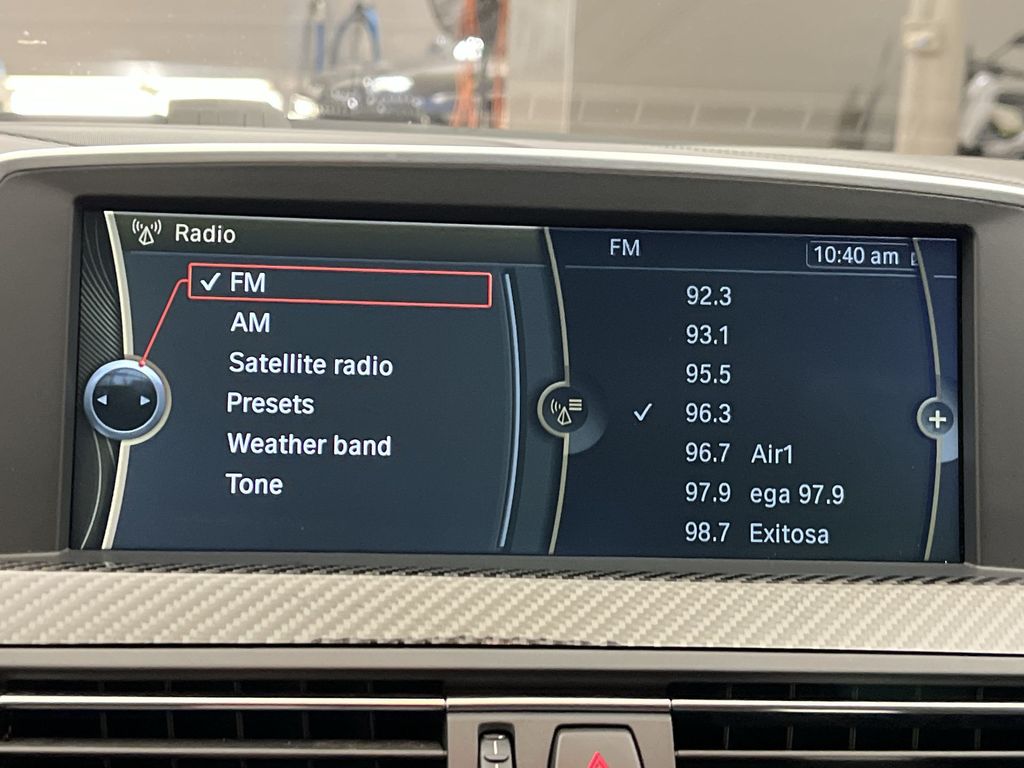 Radio
FM
AM
Satellite radio
Presets
Weather band
Tone
FM
10:40 am
92.3
93.1
95.5
96.3
96.7 Air1
97.9 ega 97.9
98.7 Exitosa